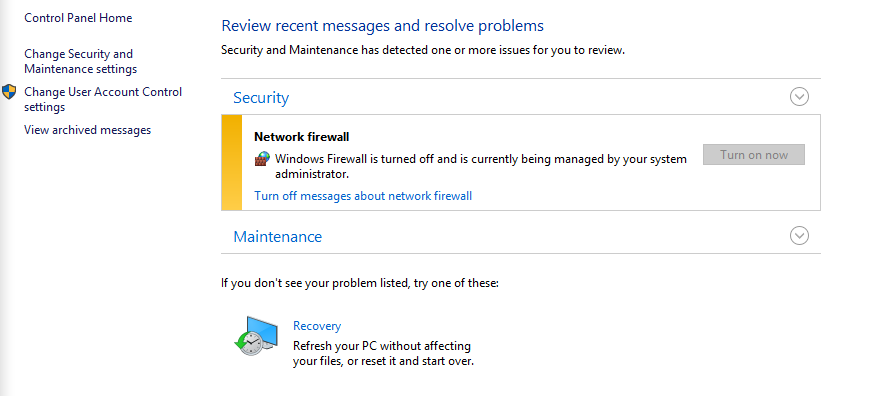 Control Panel Home
Change Security and
Maintenance settings
Change User Account Control
settings
View archived messages
Review recent messages and resolve problems
Security and Maintenance has detected one or more issues for you to review.
Security
Network firewall
Windows Firewall is turned off and is currently being managed by your system
administrator.
Turn on now
Turn off messages about network firewall
Maintenance
If you don't see your problem listed, try one of these:
Recovery
Refresh your PC without affecting
your files, or reset it and start over.